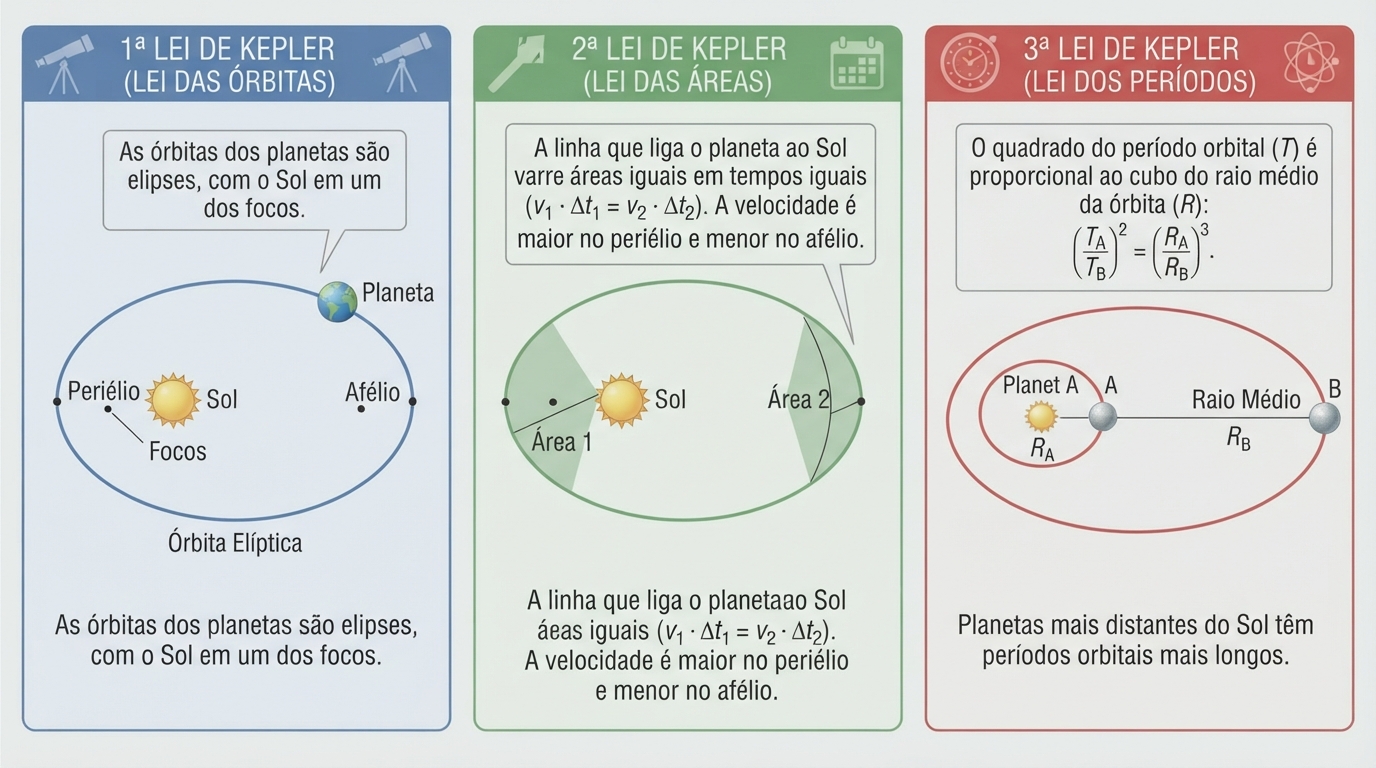 1ª LEI DE KEPLER
(LEI DAS ÓRBITAS)
As órbitas dos planetas são
elipses, com o Sol em um
dos focos.
Planeta
Periélio
Sol
Afélio
Focos
Órbita Elíptica
As órbitas dos planetas são elipses,
com o Sol em um dos focos.
2ª LEI DE KEPLER
(LEI DAS ÁREAS)
A linha que liga o planeta ao Sol
varre áreas iguais em tempos iguais
(v₁ · Δt₁ = v₂ · Δt₂). A velocidade é
maior no periélio e menor no afélio.
Sol
Área 2
Área 1
A linha que liga o planetaao Sol
áeas iguais (v₁ · Δt₁ = v₂ · Δt₂).
A velocidade é maior no periélio
e menor no afélio.
3ª LEI DE KEPLER
(LEI DOS PERÍODOS)
O quadrado do período orbital (T) é
proporcional ao cubo do raio médio
da órbita (R):
(T_A/T_B)² = (R_A/R_B)³.
Planet A
A
Raio Médio
B
R_A
R_B
Planetas mais distantes do Sol têm
períodos orbitais mais longos.